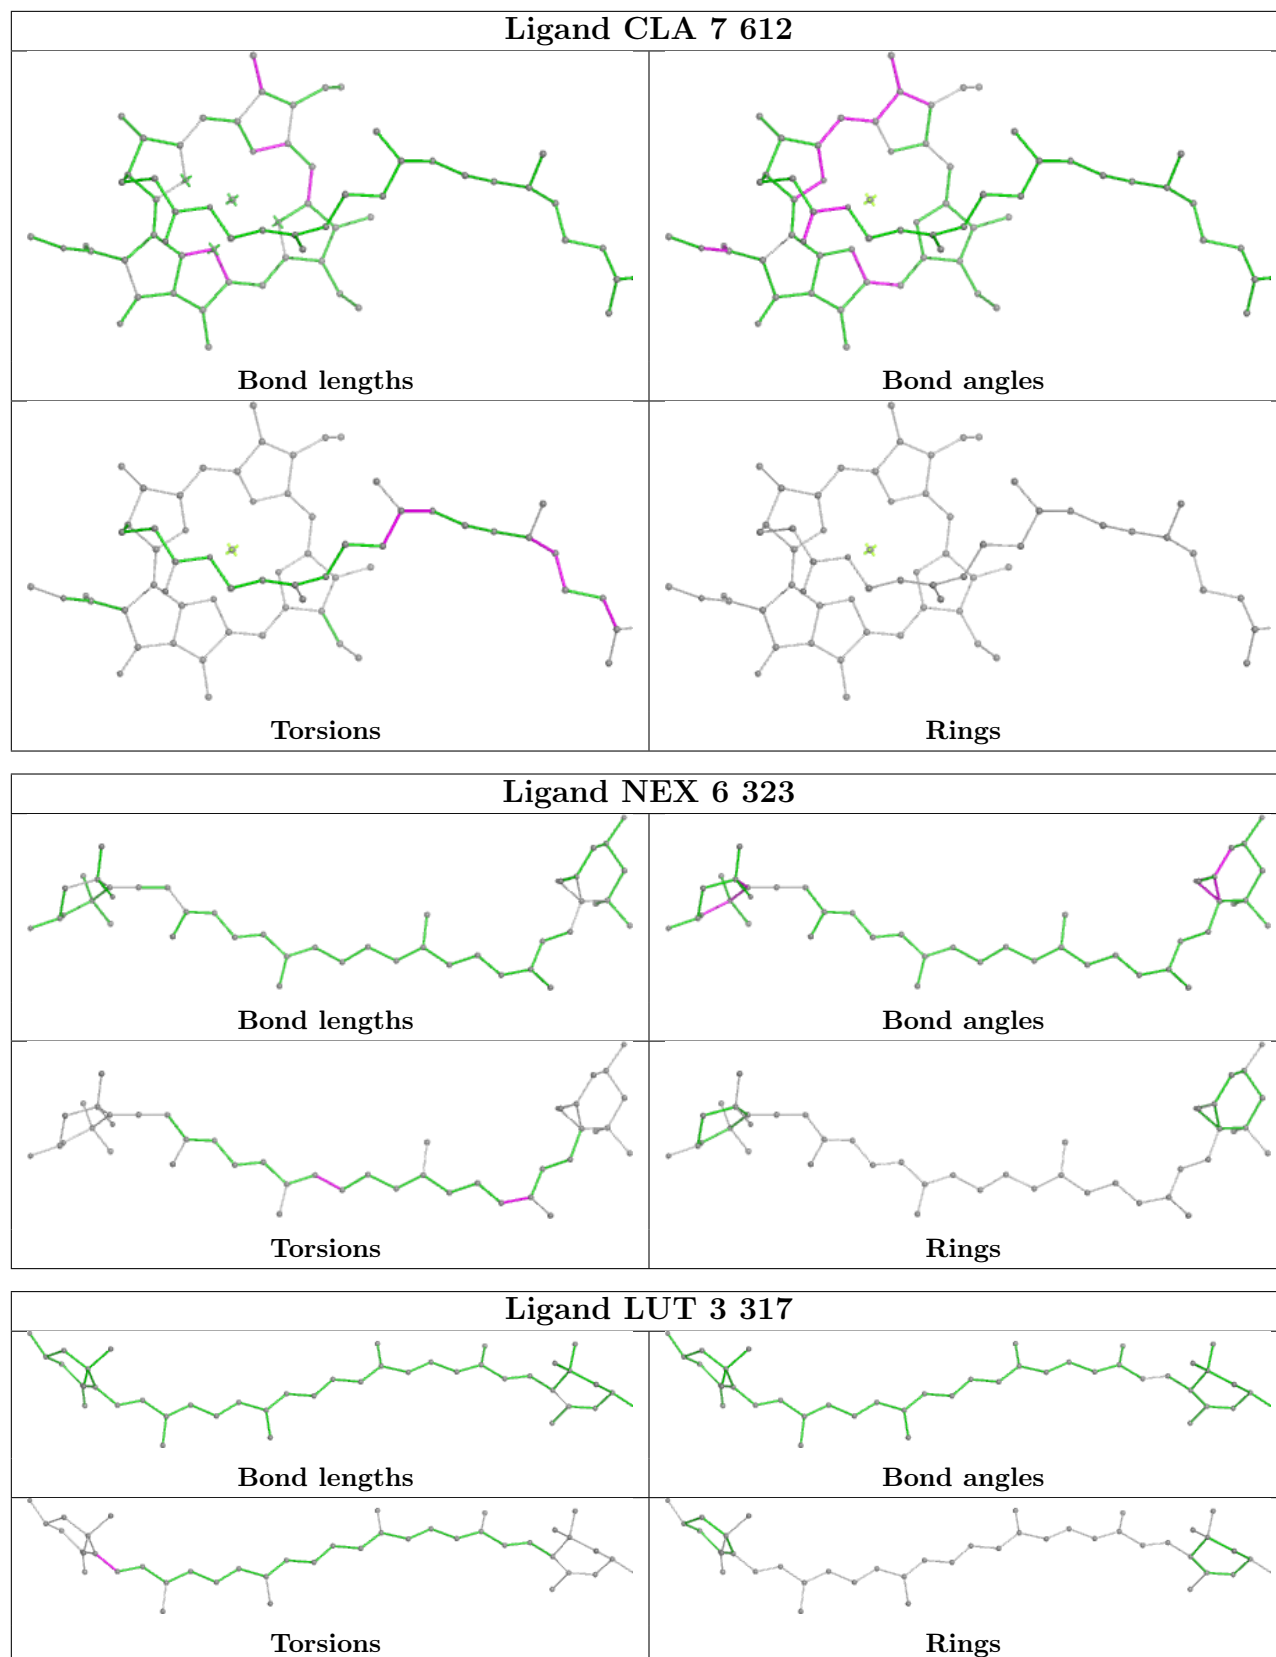 Ligand CLA 7 612
Bond lengths
Bond angles
Torsions
Rings
Ligand NEX 6 323
Bond lengths
Bond angles
Torsions
Rings
Ligand LUT 3 317
Bond lengths
Bond angles
Torsions
Rings